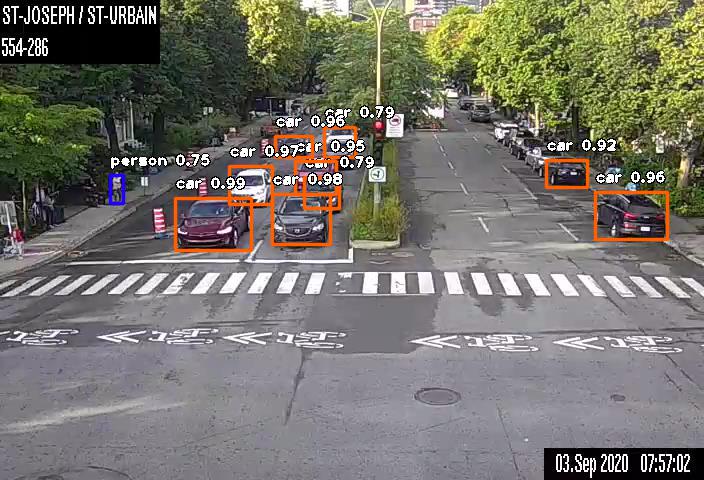 ST-JOSEPH / ST-URBAIN
554-286
car 0.79
car 0.96
car 0.95
car 0.97
car 0.79
car 0.92
person 0.75
car 0.99
car 0.98
car 0.96
03.Sep 2020 07:57:02